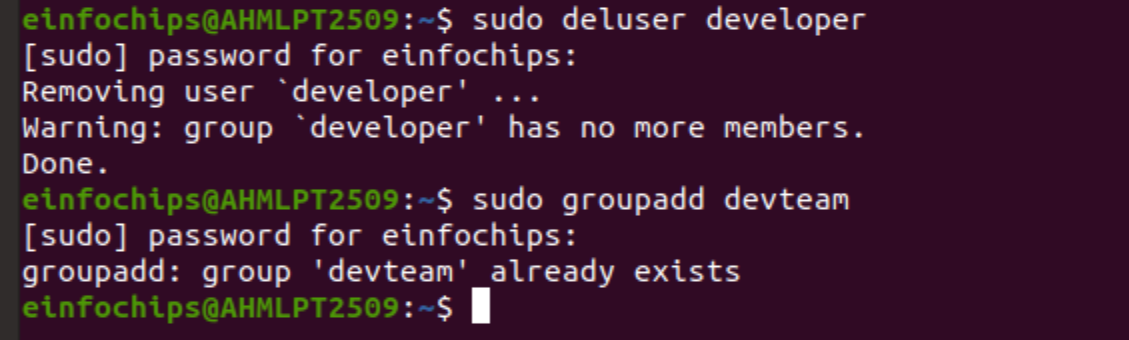 einfochips@AHMLPT2509:~$ sudo deluser developer
[sudo] password for einfochips:
Removing user `developer' ...
Warning: group `developer' has no more members.
Done.
einfochips@AHMLPT2509:~$ sudo groupadd devteam
[sudo] password for einfochips:
groupadd: group 'devteam' already exists
einfochips@AHMLPT2509:~$